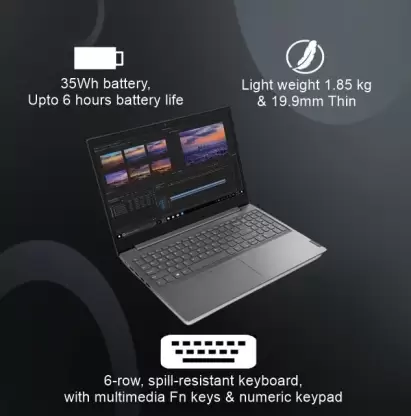 35Wh battery,
Upto 6 hours battery life
Light weight 1.85 kg
& 19.9mm Thin
6-row, spill-resistant keyboard,
with multimedia Fn keys & numeric keypad